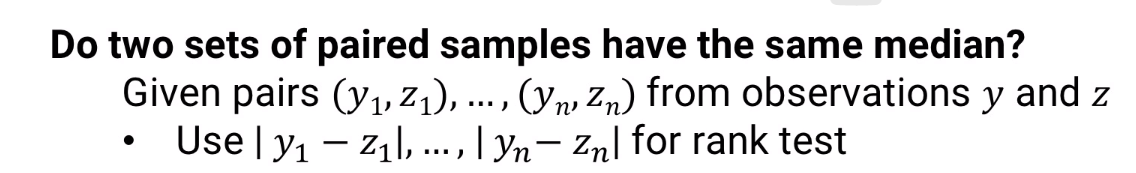 Do two sets of paired samples have the same median?
Given pairs (y₁, z₁), ... , (yₙ, zₙ) from observations y and z
• Use | y₁ − z₁|, ... , | yₙ− zₙ| for rank test